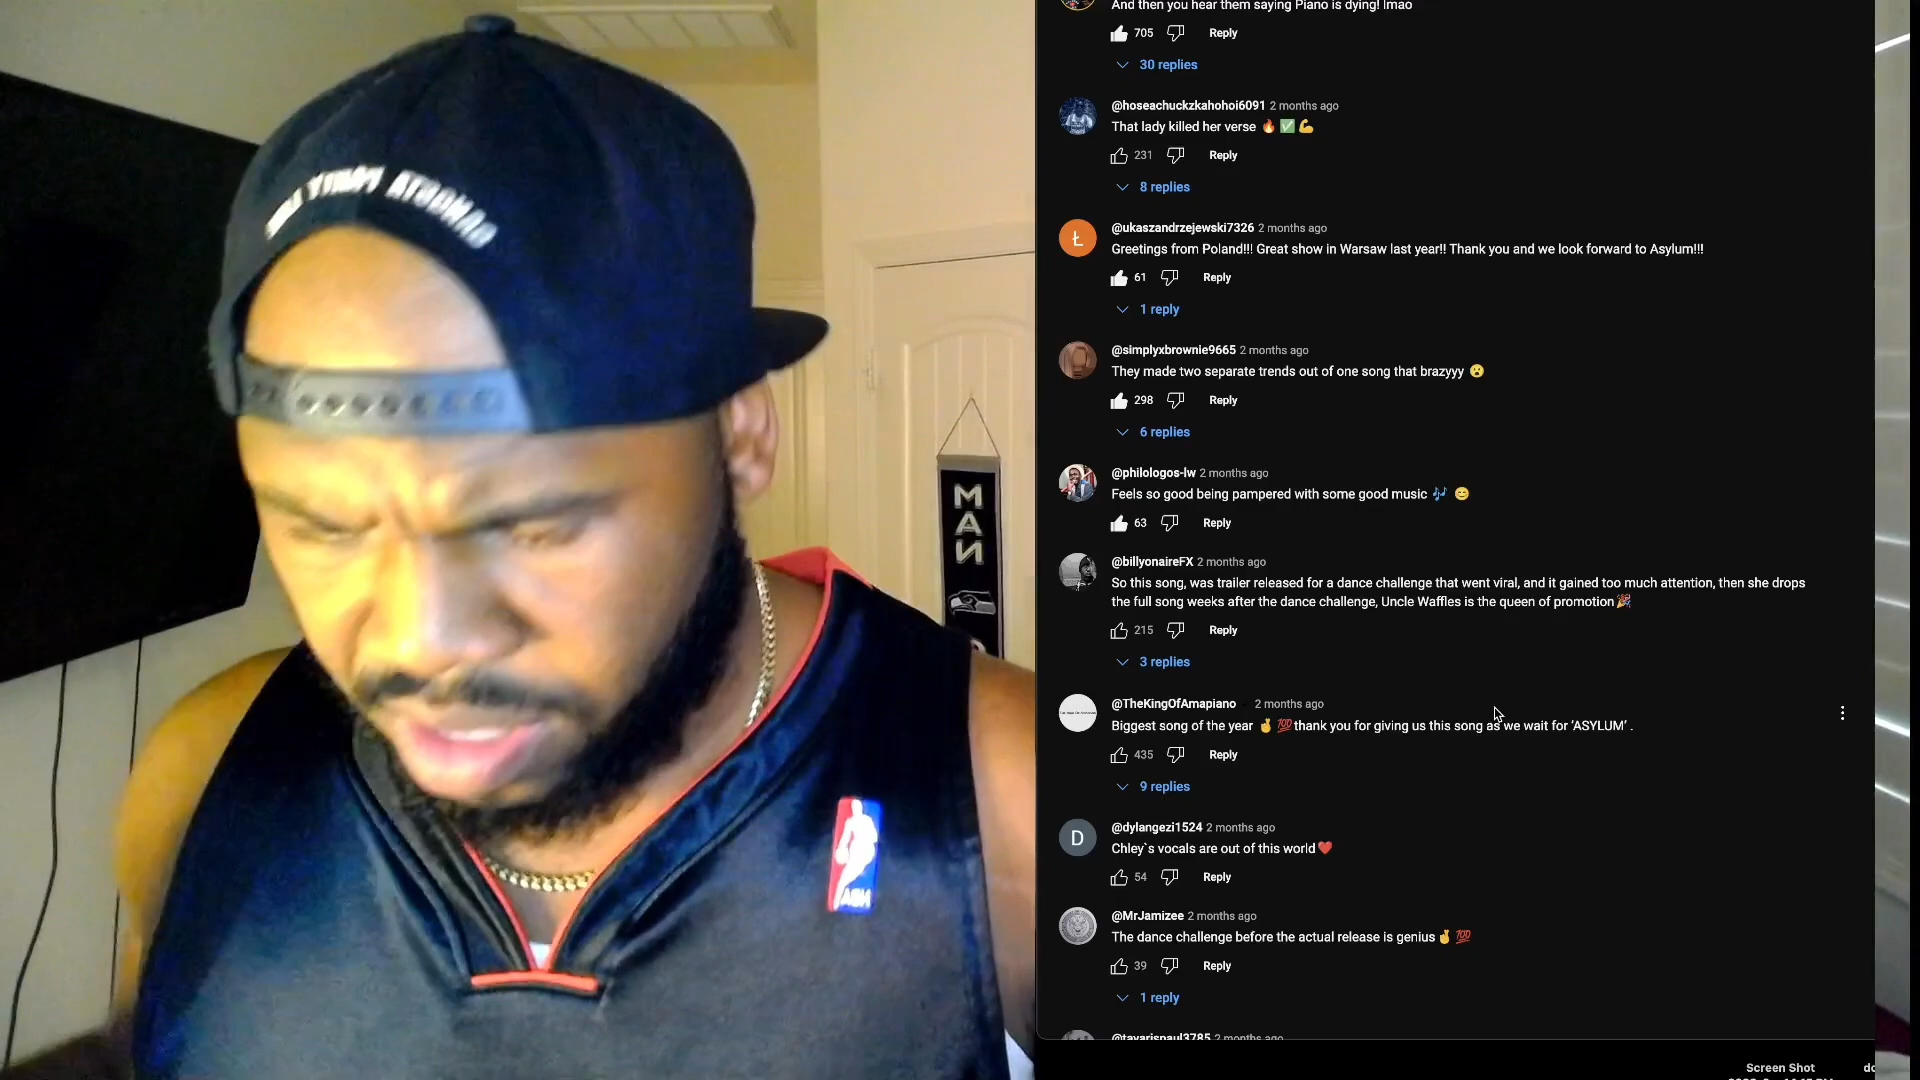 And then you hear them saying Piano is dying! lmao
705 Reply
30 replies
@hoseachuckzkahohoi6091 2 months ago
That lady killed her verse 🔥 ✅ 💪
231 Reply
8 replies
Ł
@ukaszandrzejewski7326 2 months ago
Greetings from Poland!!! Great show in Warsaw last year!! Thank you and we look forward to Asylum!!!
61 Reply
1 reply
@simplyxbrownie9665 2 months ago
They made two separate trends out of one song that brazyyy 😮
298 Reply
6 replies
@philologos-lw 2 months ago
Feels so good being pampered with some good music 🎶 😊
63 Reply
@billyonaireFX 2 months ago
So this song, was trailer released for a dance challenge that went viral, and it gained too much attention, then she drops
the full song weeks after the dance challenge, Uncle Waffles is the queen of promotion🎉
215 Reply
3 replies
@TheKingOfAmapiano 2 months ago
Biggest song of the year ✌️ 💯thank you for giving us this song as we wait for ‘ASYLUM’ .
435 Reply
9 replies
D
@dylangezi1524 2 months ago
Chley`s vocals are out of this world❤️
54 Reply
@MrJamizee 2 months ago
The dance challenge before the actual release is genius✌️ 💯
39 Reply
1 reply
@tavarispaul3785 2 months ago
Screen Shot
MAN
NBA